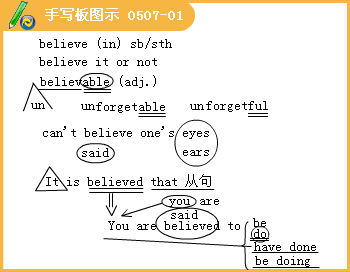 手写板图示 0507-01
believe (in) sb/sth
believe it or not
believable (adj.)
un unforgetable unforgetful
can't believe one's eyes
said ears
It is believed that 从句
you are
said
You are believed to be
do
have done
be doing